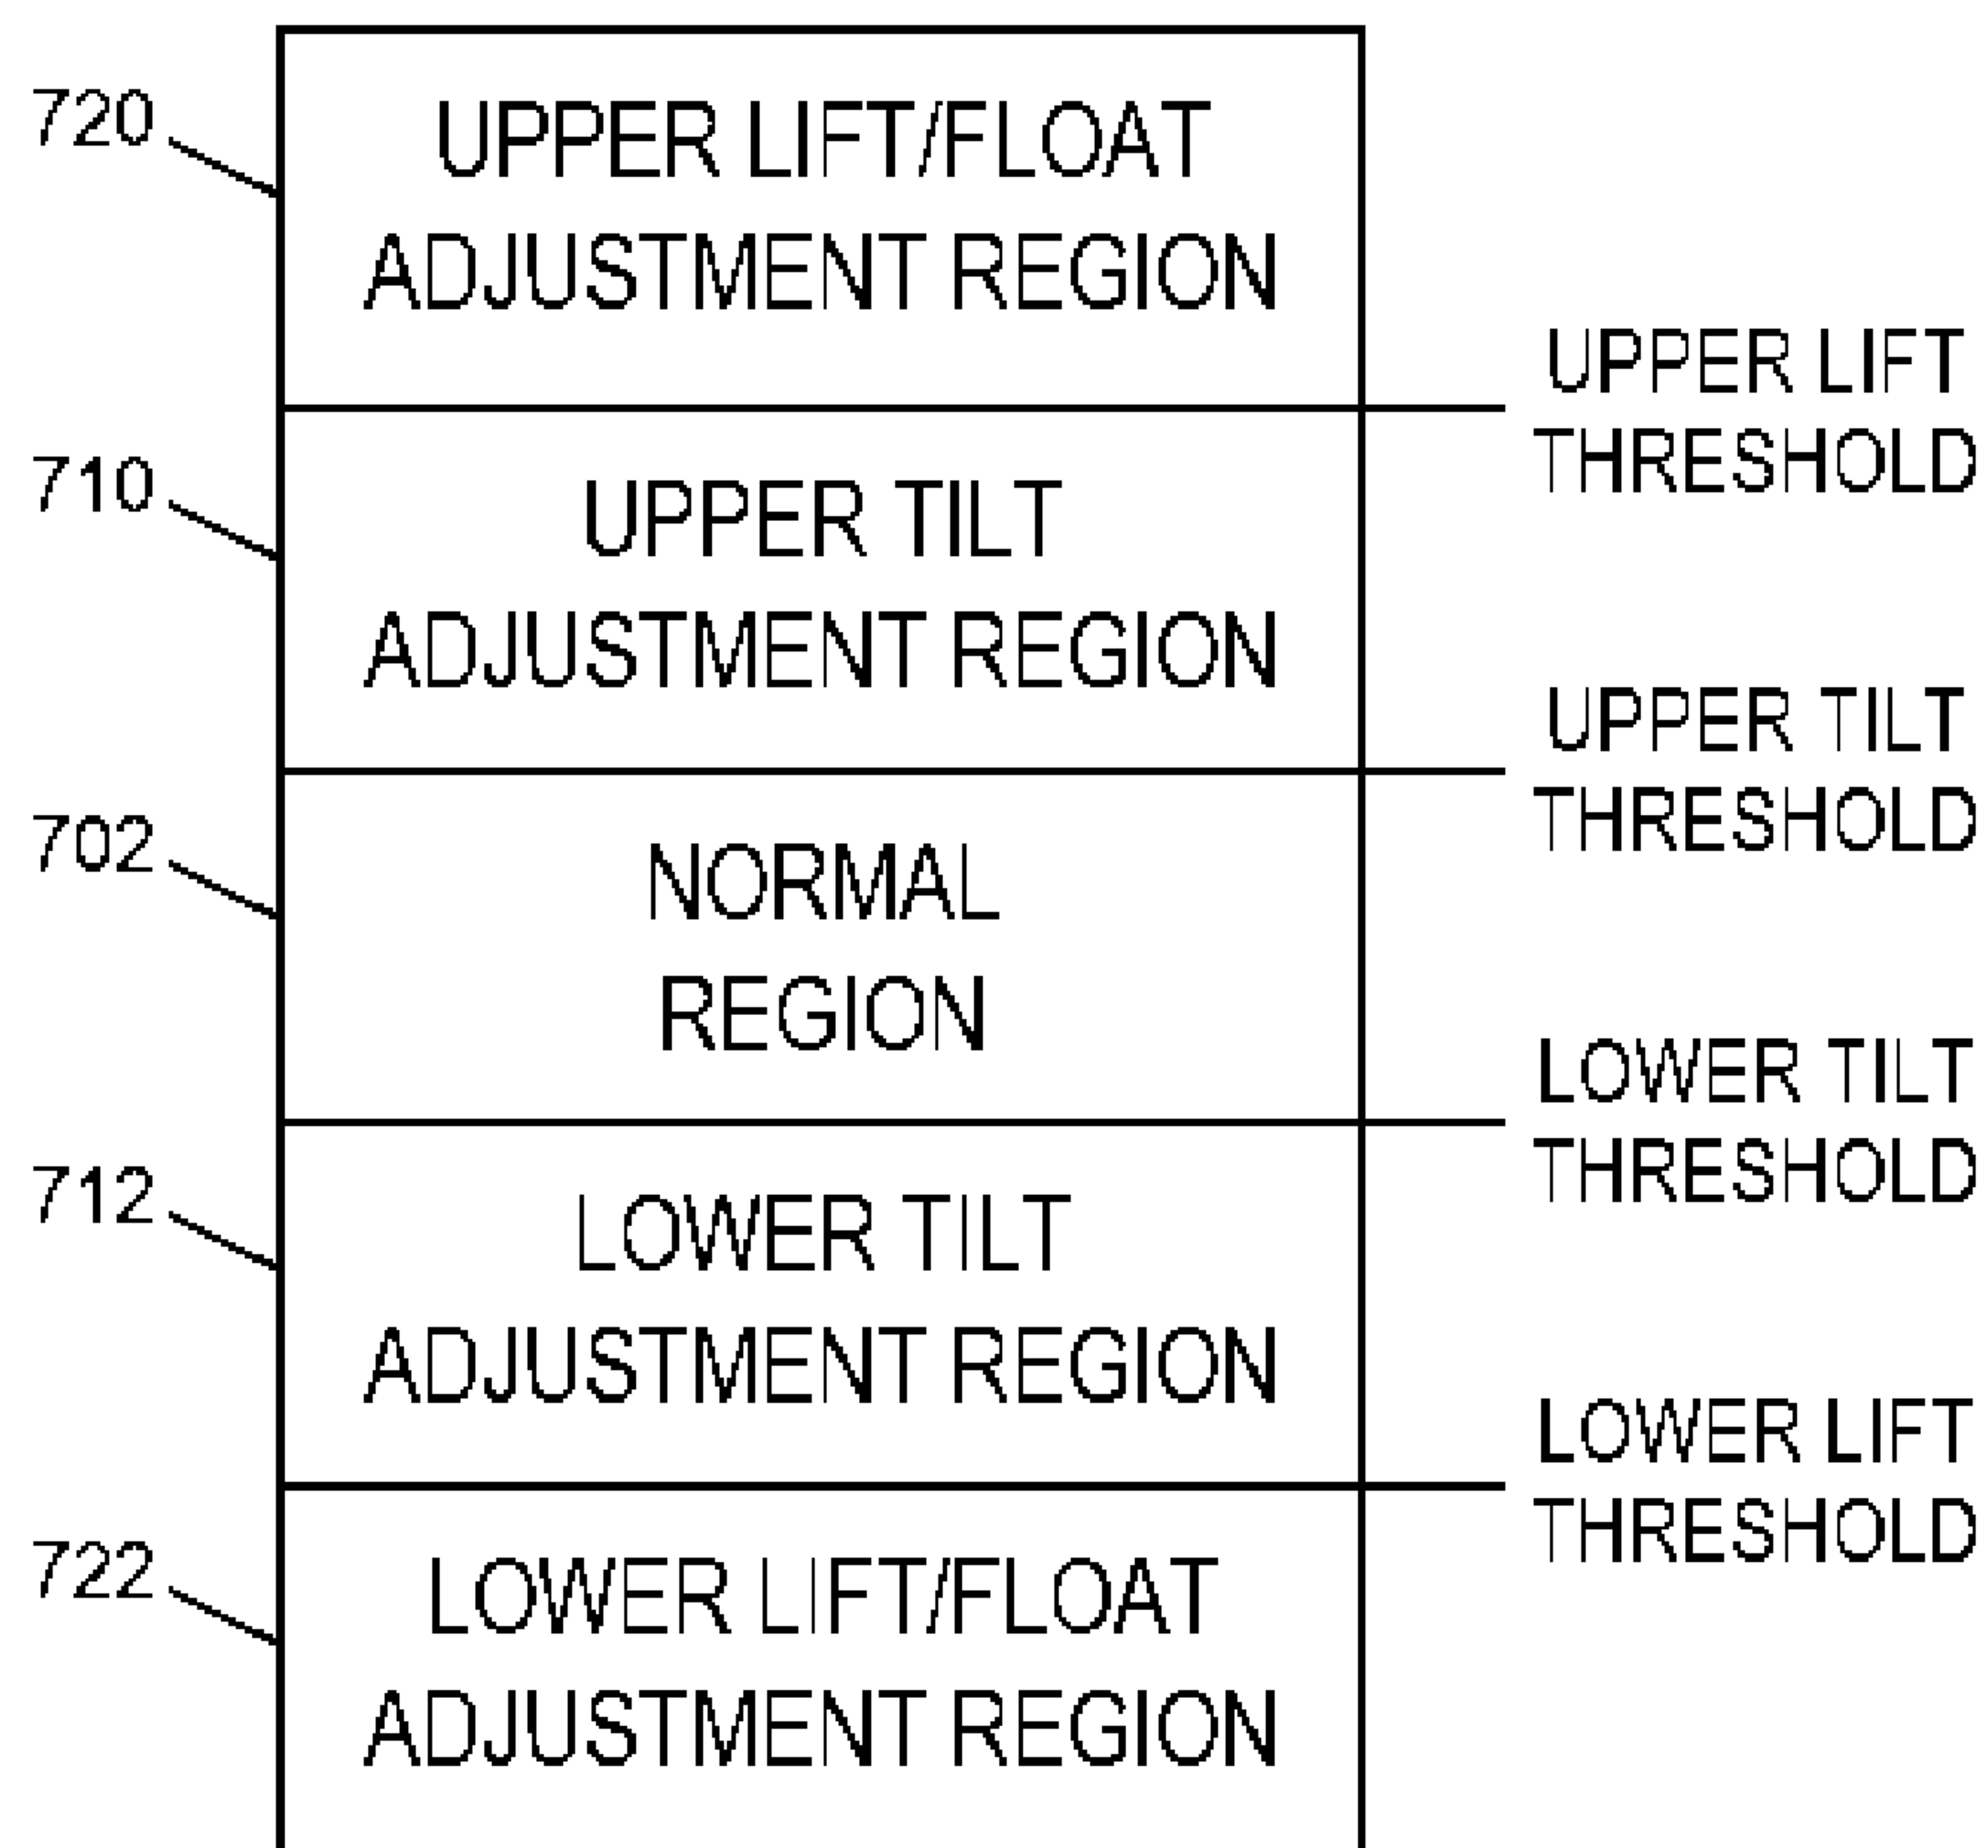 720
UPPER LIFT/FLOAT
ADJUSTMENT REGION
UPPER LIFT
THRESHOLD
710
UPPER TILT
ADJUSTMENT REGION
UPPER TILT
THRESHOLD
702
NORMAL
REGION
LOWER TILT
THRESHOLD
712
LOWER TILT
ADJUSTMENT REGION
LOWER LIFT
THRESHOLD
722
LOWER LIFT/FLOAT
ADJUSTMENT REGION